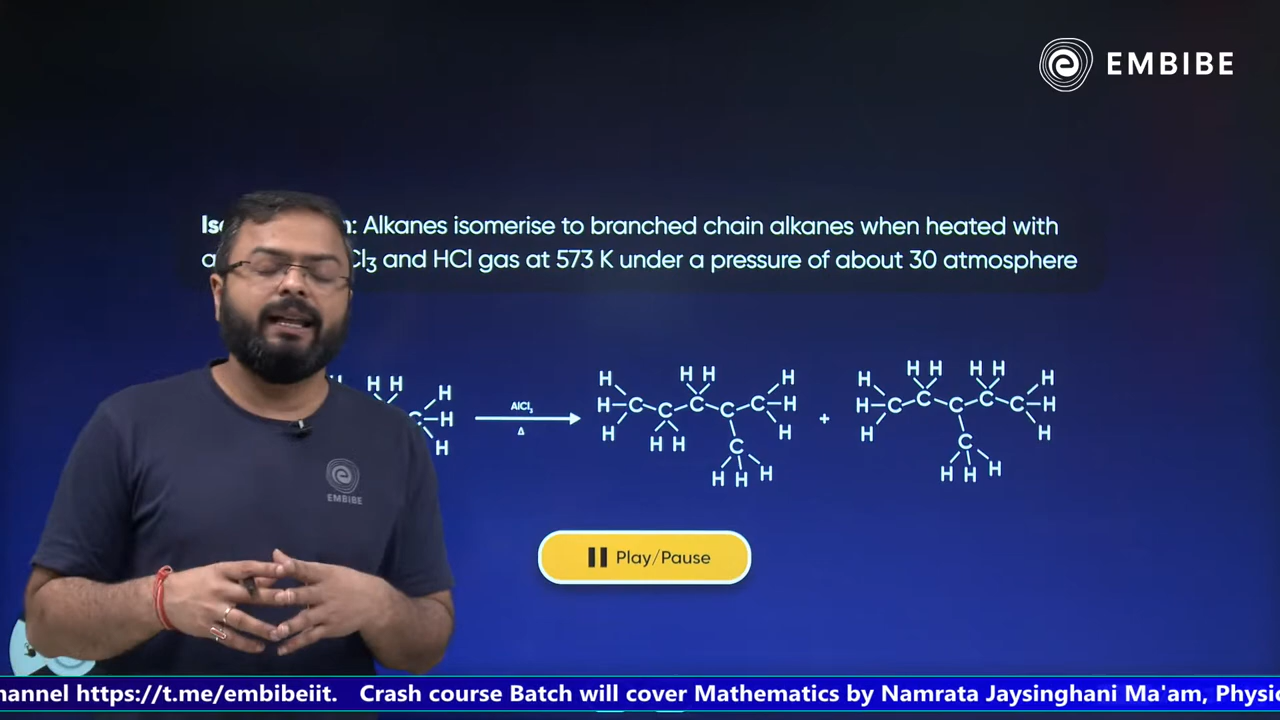 EMBIBE
Alkanes isomerise to branched chain alkanes when heated with
and HCl gas at 573 K under a pressure of about 30 atmosphere
H H H
H H H H H H H H H H
C H AlCl3 H C C C C C H + H C C C C C H
H Δ H H H C H H C H
H H H H H H
EMBIBE
Play/Pause
https://t.me/embibeiit. Crash course Batch will cover Mathematics by Namrata Jaysinghani Ma'am,